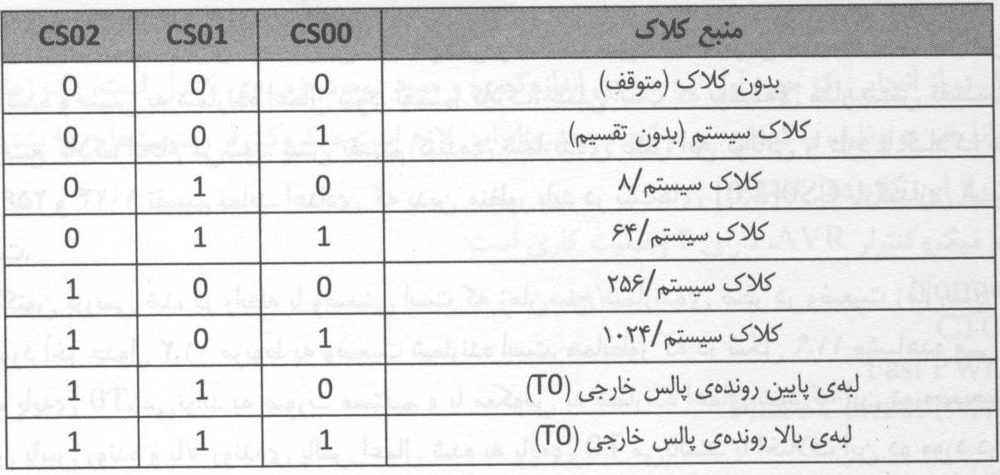 CS02 CS01 CS00 منبع کلاک
0 0 0 بدون کلاک (متوقف)
0 0 1 کلاک سیستم (بدون تقسیم)
0 1 0 کلاک سیستم/۸
0 1 1 کلاک سیستم/۶۴
1 0 0 کلاک سیستم/۲۵۶
1 0 1 کلاک سیستم/۱۰۲۴
1 1 0 لبه‌ی پایین رونده‌ی پالس خارجی (T0)
1 1 1 لبه‌ی بالا رونده‌ی پالس خارجی (T0)